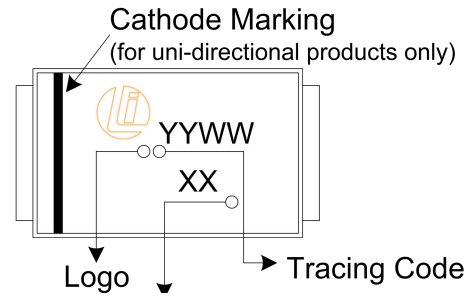 Cathode Marking
(for uni-directional products only)
YYWW
XX
Logo
Tracing Code